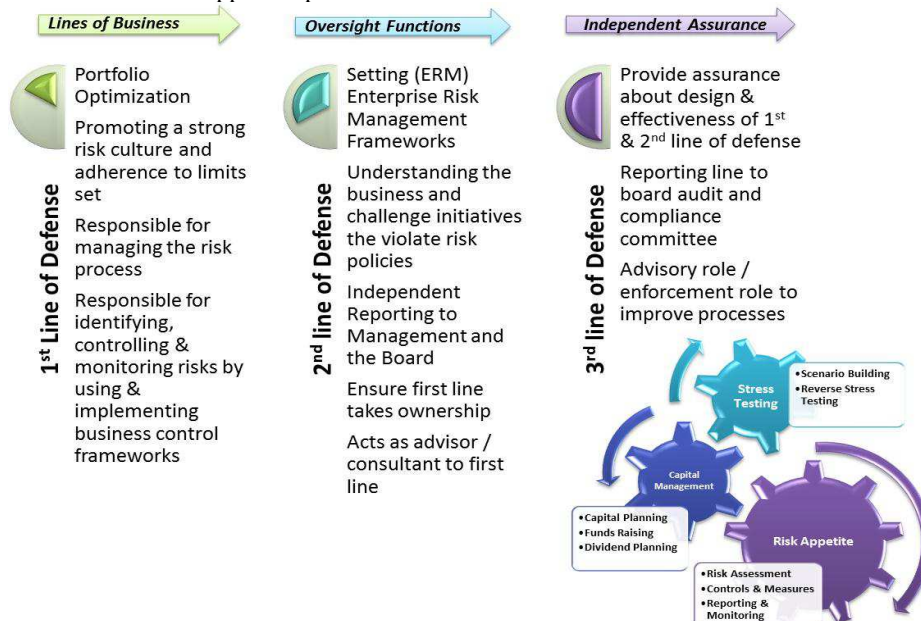 Lines of Business
Portfolio
Optimization
Promoting a strong
risk culture and
adherence to limits
set
Responsible for
managing the risk
process
Responsible for
identifying,
controlling &
monitoring risks by
using &
implementing
business control
frameworks
1st Line of Defense
Oversight Functions
Setting (ERM)
Enterprise Risk
Management
Frameworks
Understanding the
business and
challenge initiatives
the violate risk
policies
Independent
Reporting to
Management and
the Board
Ensure first line
takes ownership
Acts as advisor /
consultant to first
line
2nd line of Defense
Independent Assurance
Provide assurance
about design &
effectiveness of 1st
& 2nd line of defense
Reporting line to
board audit and
compliance
committee
Advisory role /
enforcement role to
improve processes
3rd line of Defense
Stress
Testing
•Scenario Building
•Reverse Stress
Testing
Capital
Management
•Capital Planning
•Funds Raising
•Dividend Planning
Risk Appetite
•Risk Assessment
•Controls & Measures
•Reporting &
Monitoring